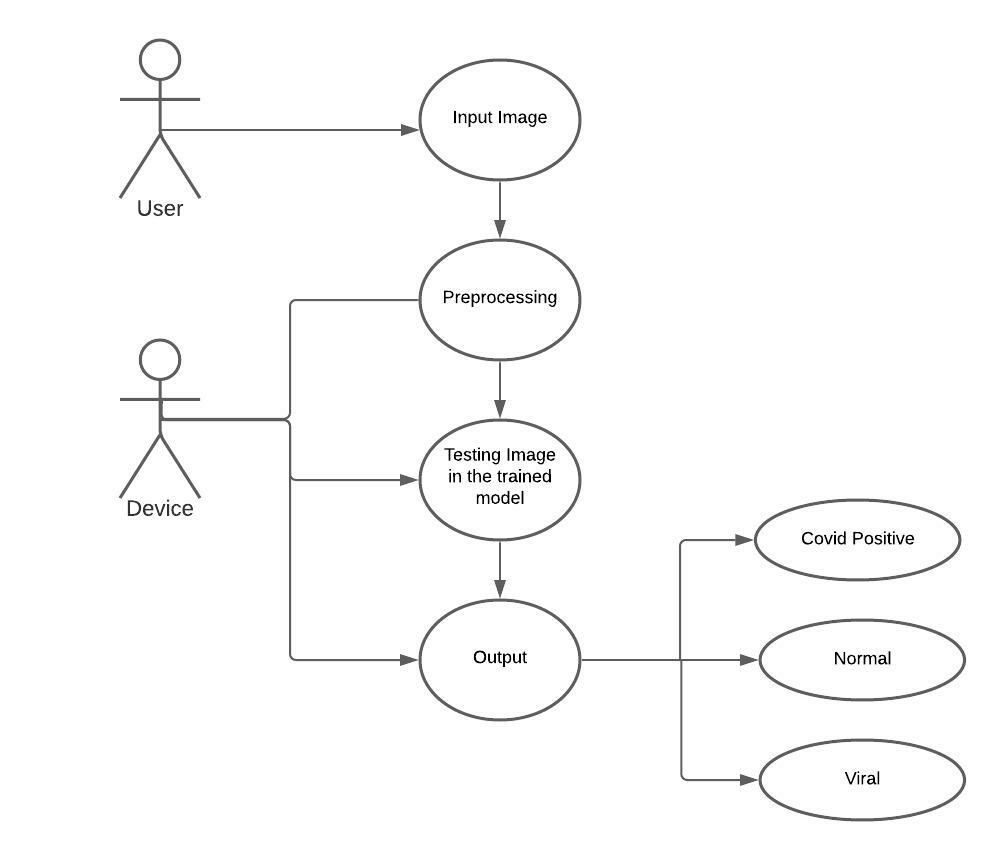 Input Image
User
Preprocessing
Device
Testing Image
in the trained
model
Output
Covid Positive
Normal
Viral